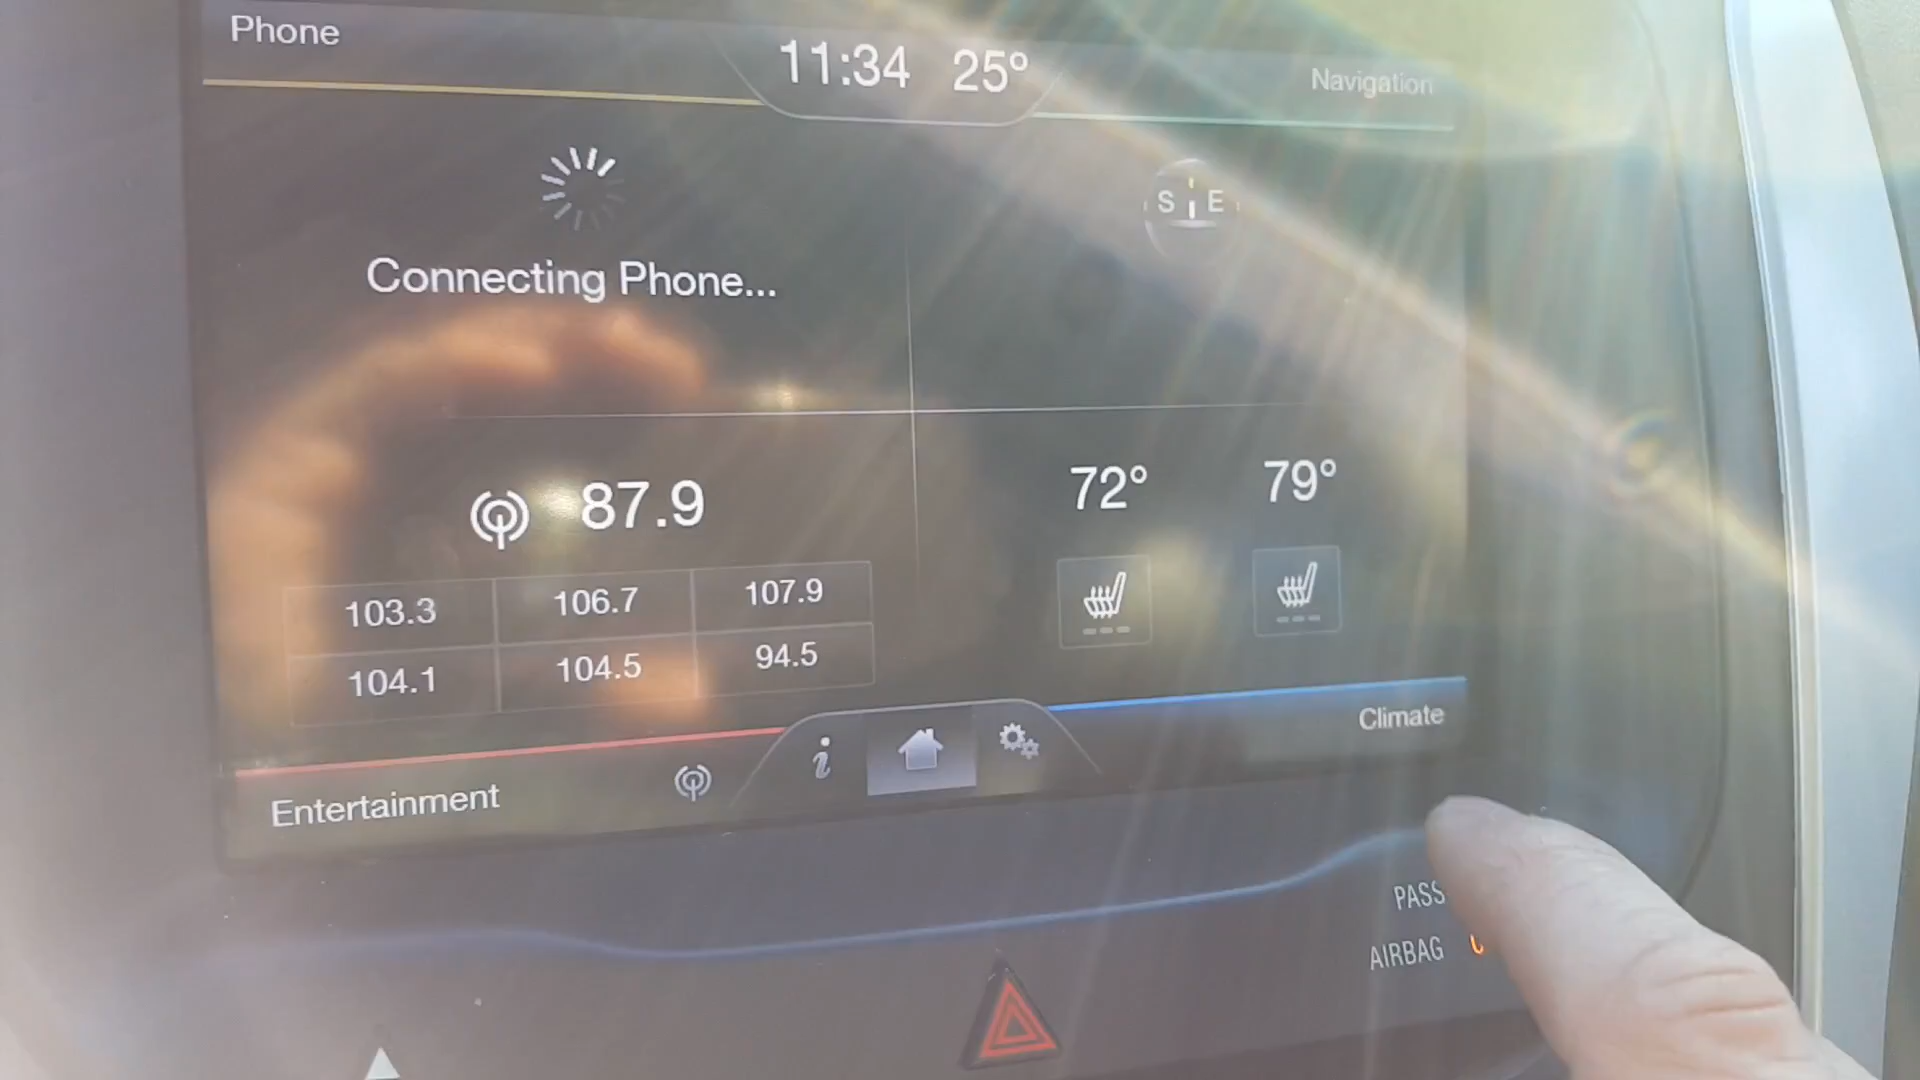 Phone
11:34 25°
Navigation
S E
Connecting Phone...
87.9
72° 79°
103.3 106.7 107.9
104.1 104.5 94.5
Climate
i
Entertainment
PASS
AIRBAG